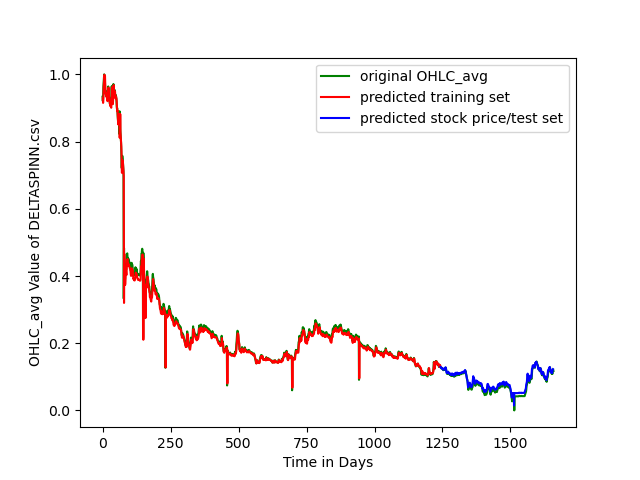 original OHLC_avg
predicted training set
predicted stock price/test set
1.0
0.8
0.6
0.4
0.2
0.0
OHLC_avg Value of DELTASPINN.csv
0 250 500 750 1000 1250 1500
Time in Days